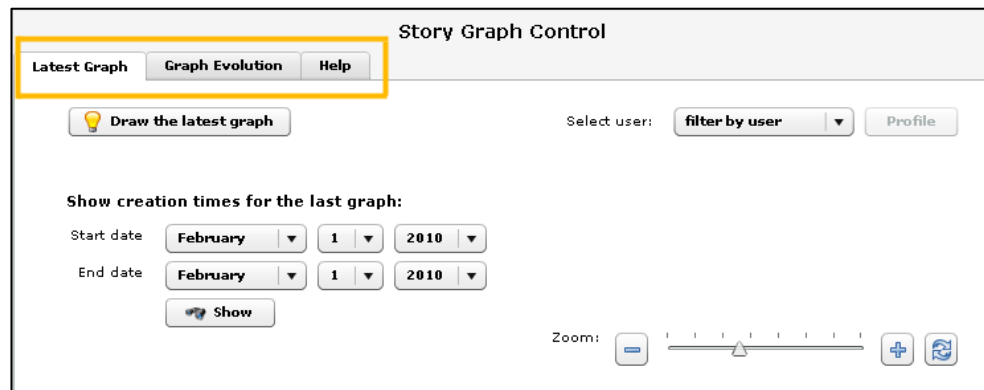 Story Graph Control
Latest Graph Graph Evolution Help
Draw the latest graph Select user: filter by user Profile
Show creation times for the last graph:
Start date February 1 2010
End date February 1 2010
Show
Zoom: